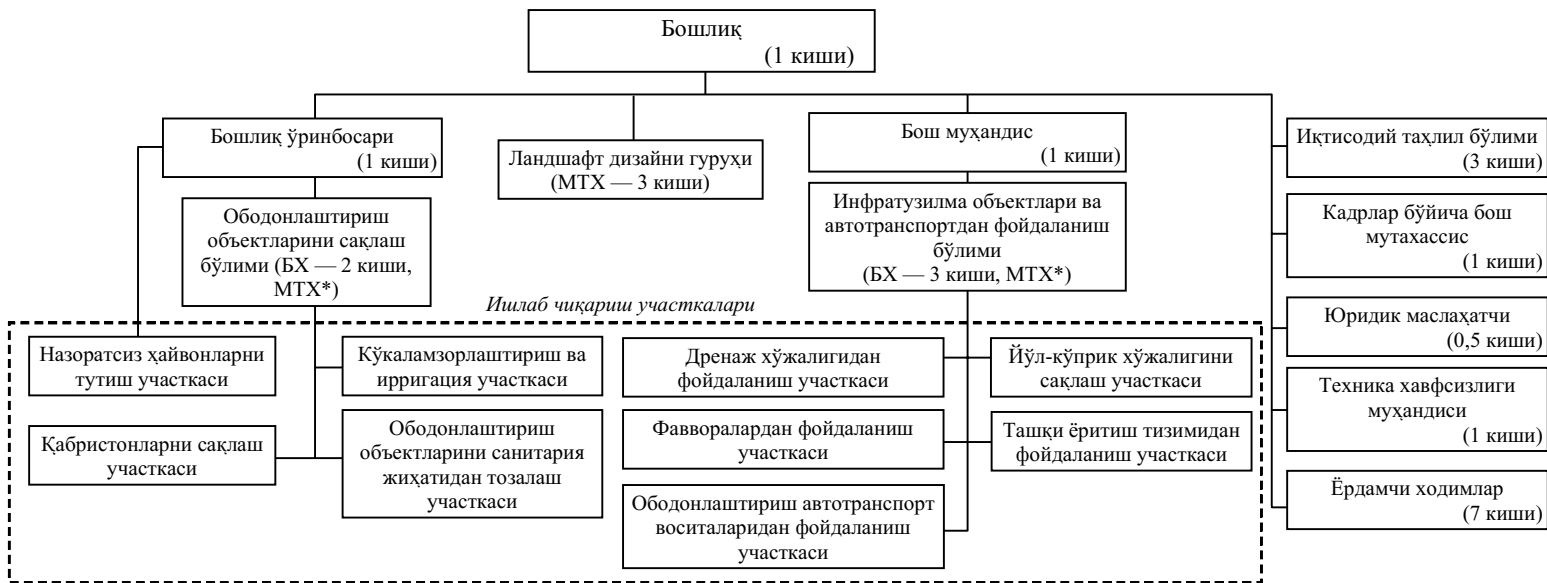 Бошлиқ
(1 киши)
Бошлиқ ўринбосари
(1 киши)
Ландшафт дизайни гуруҳи
(МТХ — 3 киши)
Бош муҳандис
(1 киши)
Ободонлаштириш
объектларини сақлаш
бўлими (БХ — 2 киши,
МТХ*)
Инфратузилма объектлари ва
автотранспортдан фойдаланиш
бўлими
(БХ — 3 киши, МТХ*)
Иқтисодий таҳлил бўлими
(3 киши)
Кадрлар бўйича бош
мутахассис
(1 киши)
Юридик маслаҳатчи
(0,5 киши)
Техника хавфсизлиги
муҳандиси
(1 киши)
Ёрдамчи ходимлар
(7 киши)
Ишлаб чиқариш участкалари
Назоратсиз ҳайвонларни
тутиш участкаси
Кўкаламзорлаштириш ва
ирригация участкаси
Дренаж хўжалигидан
фойдаланиш участкаси
Йўл-кўприк хўжалигини
сақлаш участкаси
Қабристонларни сақлаш
участкаси
Ободонлаштириш
объектларини санитария
жиҳатидан тозалаш
участкаси
Фавворалардан фойдаланиш
участкаси
Ташқи ёритиш тизимидан
фойдаланиш участкаси
Ободонлаштириш автотранспорт
воситаларидан фойдаланиш
участкаси